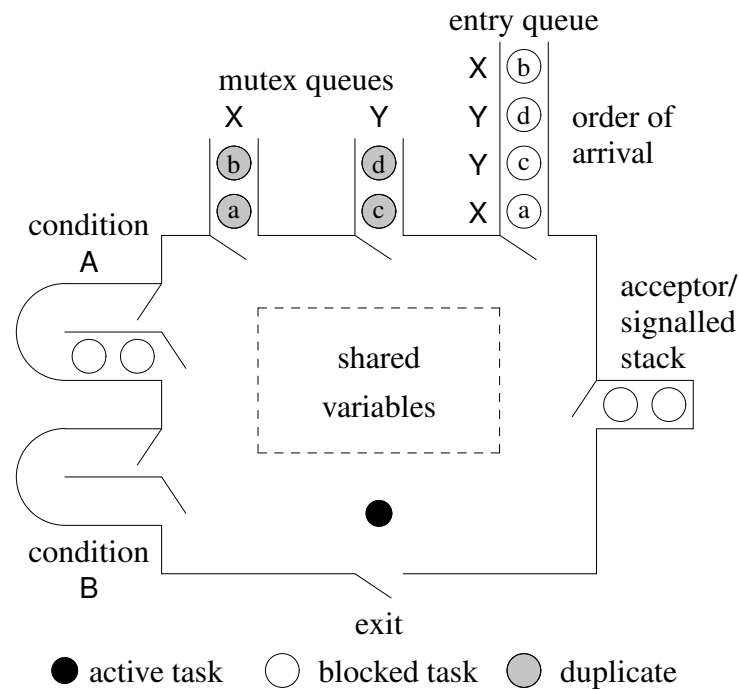 entry queue
mutex queues
X b
X Y
Y d
order of
arrival
b d
Y c
a c
X a
condition
A
acceptor/
signalled
stack
shared
variables
condition
B
exit
active task blocked task duplicate